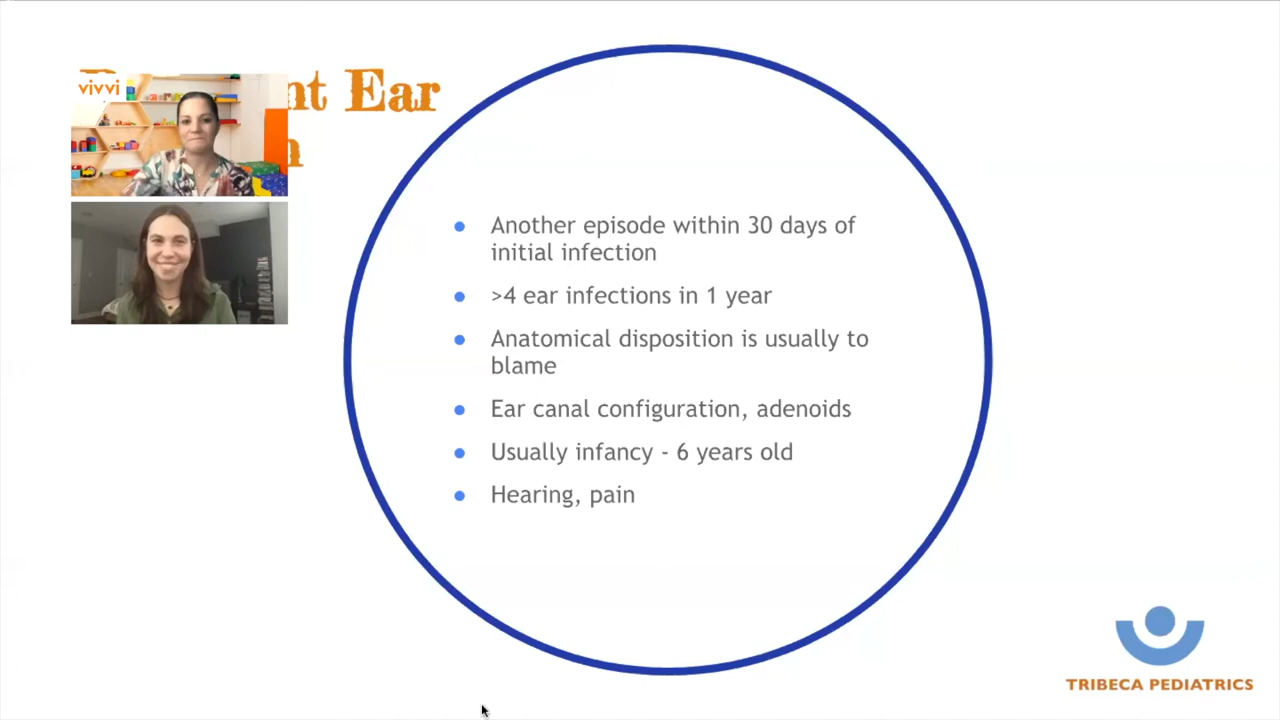 vivvi
Ear
Another episode within 30 days of
initial infection
>4 ear infections in 1 year
Anatomical disposition is usually to
blame
Ear canal configuration, adenoids
Usually infancy - 6 years old
Hearing, pain
TRIBECA PEDIATRICS